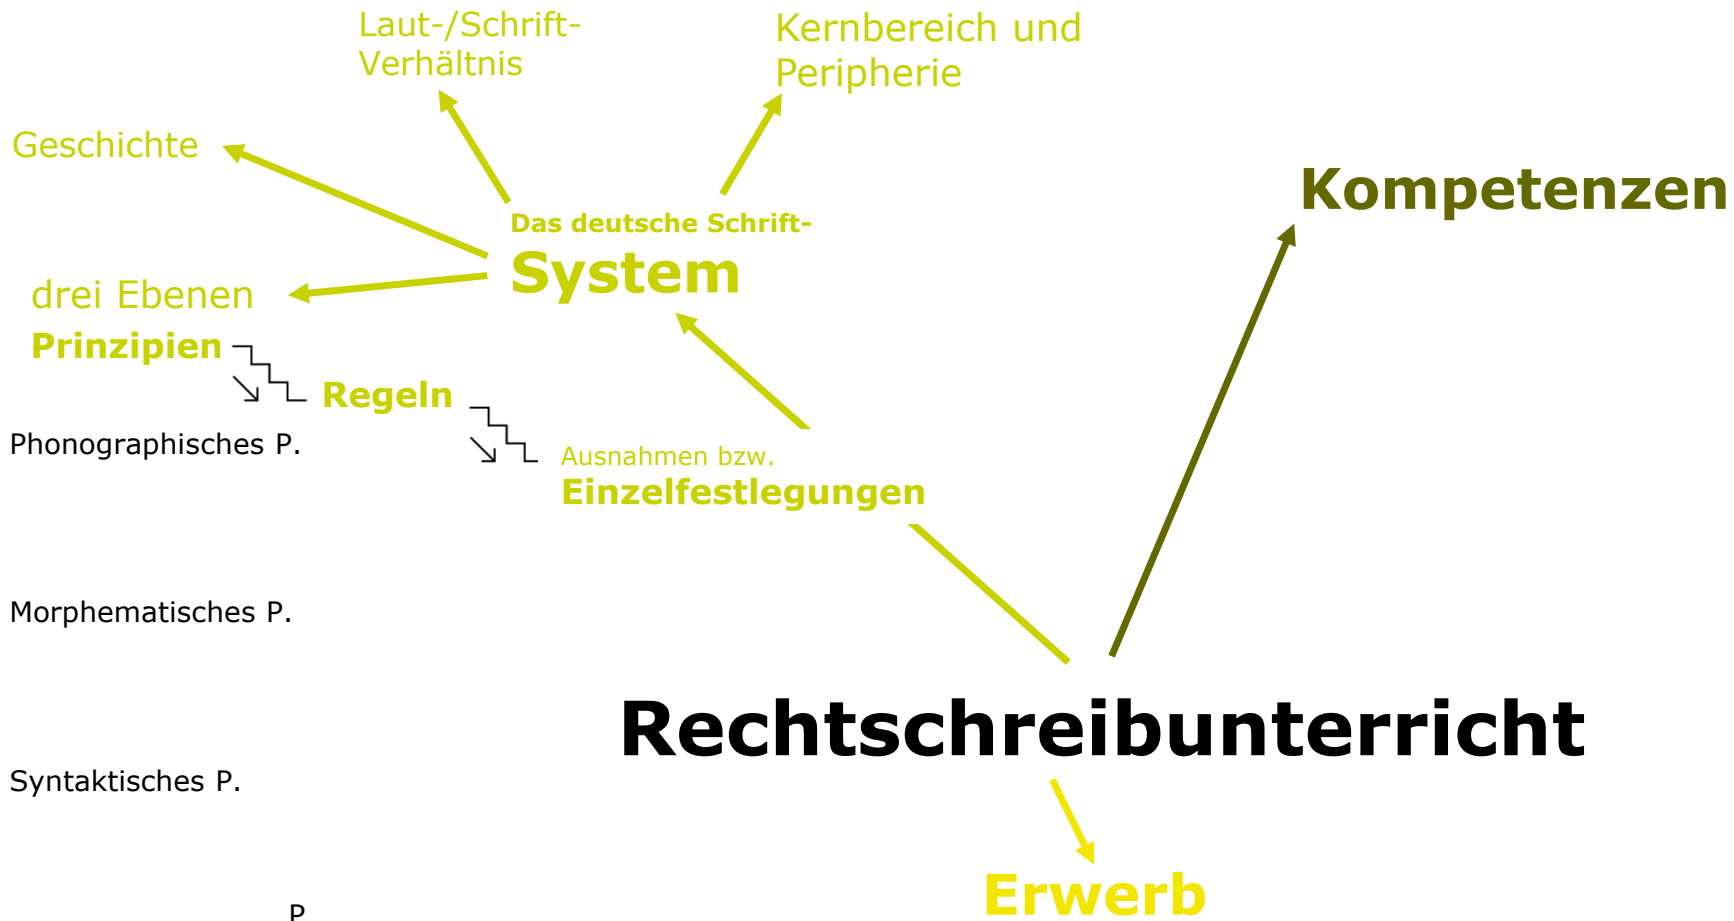 Laut-/Schrift-
Verhältnis
Kernbereich und
Peripherie
Geschichte
Kompetenzen
Das deutsche Schrift-
System
drei Ebenen
Prinzipien
Regeln
Phonographisches P.
Ausnahmen bzw.
Einzelfestlegungen
Morphematisches P.
Rechtschreibunterricht
Syntaktisches P.
Erwerb
P